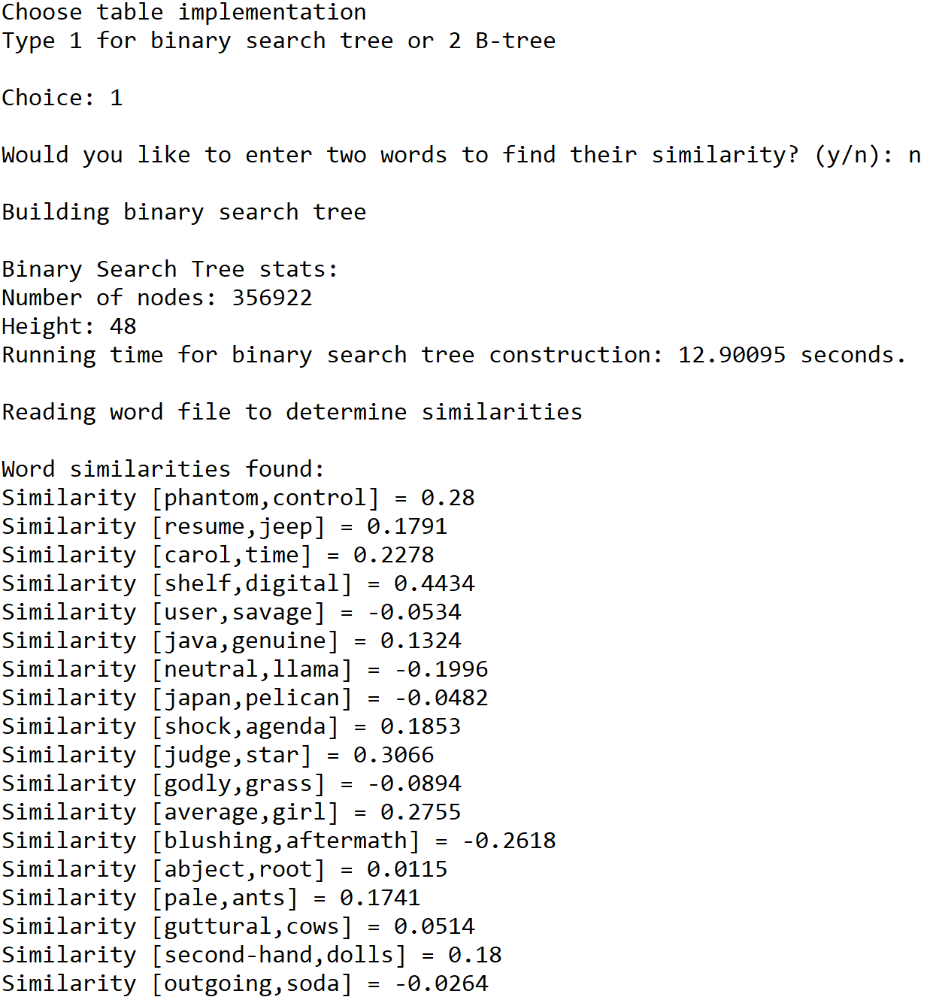 Choose table implementation
Type 1 for binary search tree or 2 B-tree
Choice: 1
Would you like to enter two words to find their similarity? (y/n): n
Building binary search tree
Binary Search Tree stats:
Number of nodes: 356922
Height: 48
Running time for binary search tree construction: 12.90095 seconds.
Reading word file to determine similarities
Word similarities found:
Similarity [phantom,control] = 0.28
Similarity [resume,jeep] = 0.1791
Similarity [carol,time] = 0.2278
Similarity [shelf,digital] = 0.4434
Similarity [user,savage] = -0.0534
Similarity [java,genuine] = 0.1324
Similarity [neutral,llama] = -0.1996
Similarity [japan,pelican] = -0.0482
Similarity [shock,agenda] = 0.1853
Similarity [judge,star] = 0.3066
Similarity [godly,grass] = -0.0894
Similarity [average,girl] = 0.2755
Similarity [blushing,aftermath] = -0.2618
Similarity [abject,root] = 0.0115
Similarity [pale,ants] = 0.1741
Similarity [guttural,cows] = 0.0514
Similarity [second-hand,dolls] = 0.18
Similarity [outgoing,soda] = -0.0264